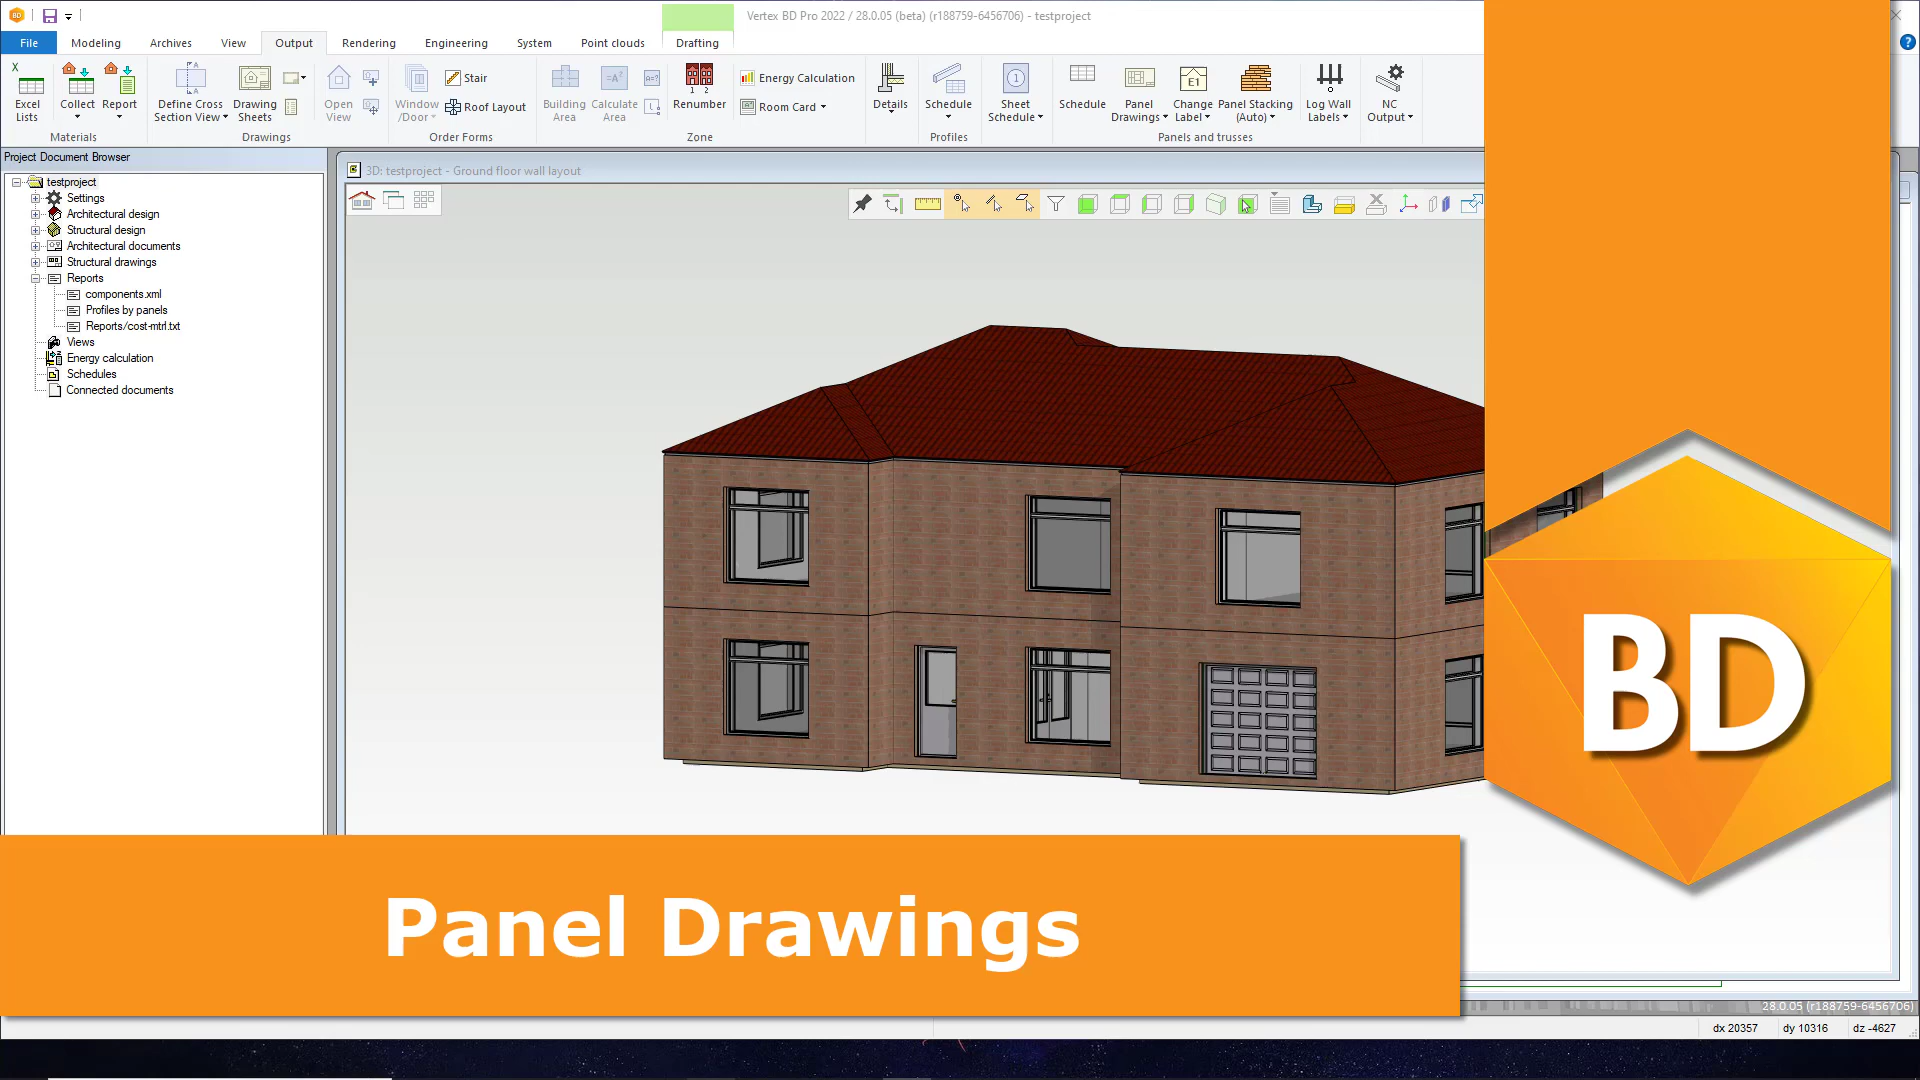 BD
Vertex BD Pro 2022 / 28.0.05 (beta) (r188759-6456706) - testproject
File
Modeling
Archives
View
Output
Rendering
Engineering
System
Point clouds
Drafting
X
Excel
Lists
Collect
Report
Materials
Define Cross
Section View
Drawing
Sheets
Drawings
Open
View
Window
/Door
Stair
Roof Layout
Order Forms
Building
Area
Calculate
Area
Renumber
Zone
Energy Calculation
Room Card
Details
Schedule
Profiles
Sheet
Schedule
Schedule
Panel
Drawings
E1
Change
Label
Panel Stacking
(Auto)
Panels and trusses
Log Wall
Labels
NC
Output
?
Project Document Browser
testproject
Settings
Architectural design
Structural design
Architectural documents
Structural drawings
Reports
components.xml
Profiles by panels
Reports/cost-mtrl.txt
Views
Energy calculation
Schedules
Connected documents
3D: testproject - Ground floor wall layout
BD
Panel Drawings
28.0.05 (r188759-6456706)
dx 20357
dy 10316
dz -4627